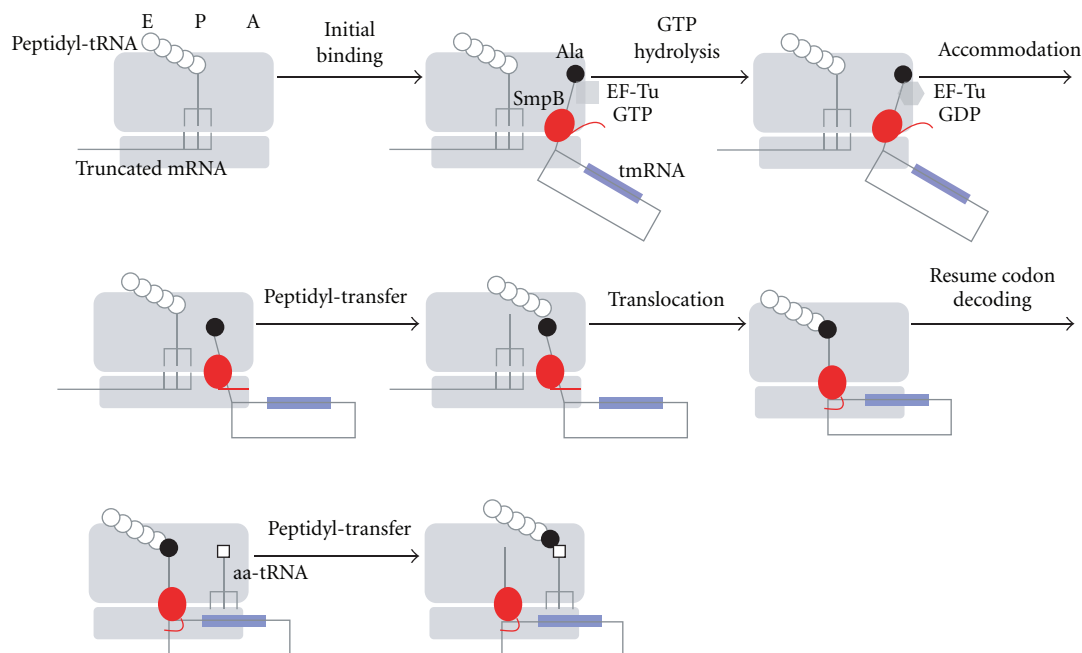 E P A
Peptidyl-tRNA
Truncated mRNA
Initial
binding
Ala
SmpB
EF-Tu
GTP
tmRNA
GTP
hydrolysis
EF-Tu
GDP
Accommodation
Peptidyl-transfer
Translocation
Resume codon
decoding
aa-tRNA
Peptidyl-transfer